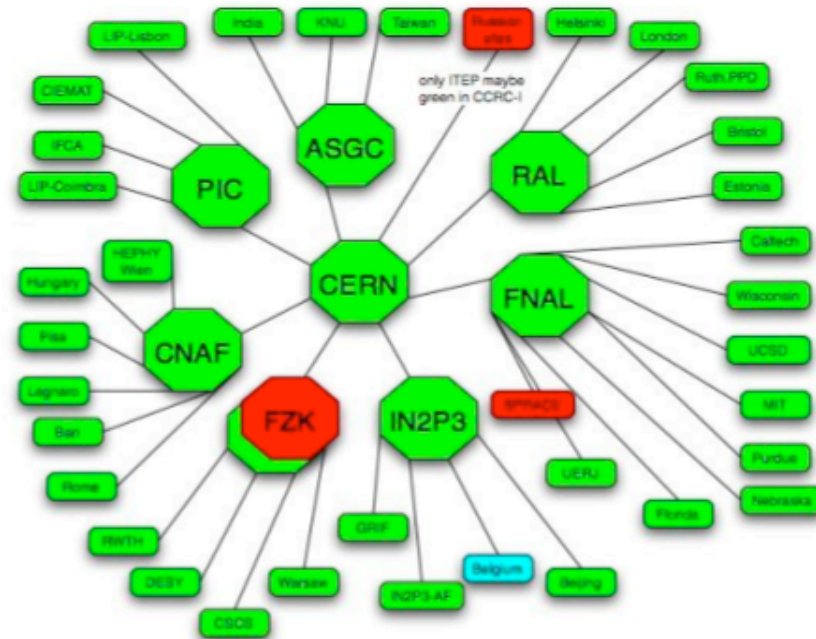 LIP-Lisbon
India
KNU
Taiwan
Russian
sites
Helsinki
London
only ITEP maybe
green in CCRC-I
CIEMAT
Ruth.PPD
ASGC
IFCA
Bristol
PIC
RAL
LIP-Coimbra
Estonia
Caltech
HEPHY
Wien
Hungary
CERN
FNAL
Wisconsin
Pisa
CNAF
UCSD
Legnaro
SPRACE
MIT
Bari
FZK
IN2P3
Purdue
Rome
UERJ
Nebraska
Florida
GRIF
RWTH
DESY
Warsaw
Belgium
Beijing
IN2P3-AF
CSCS